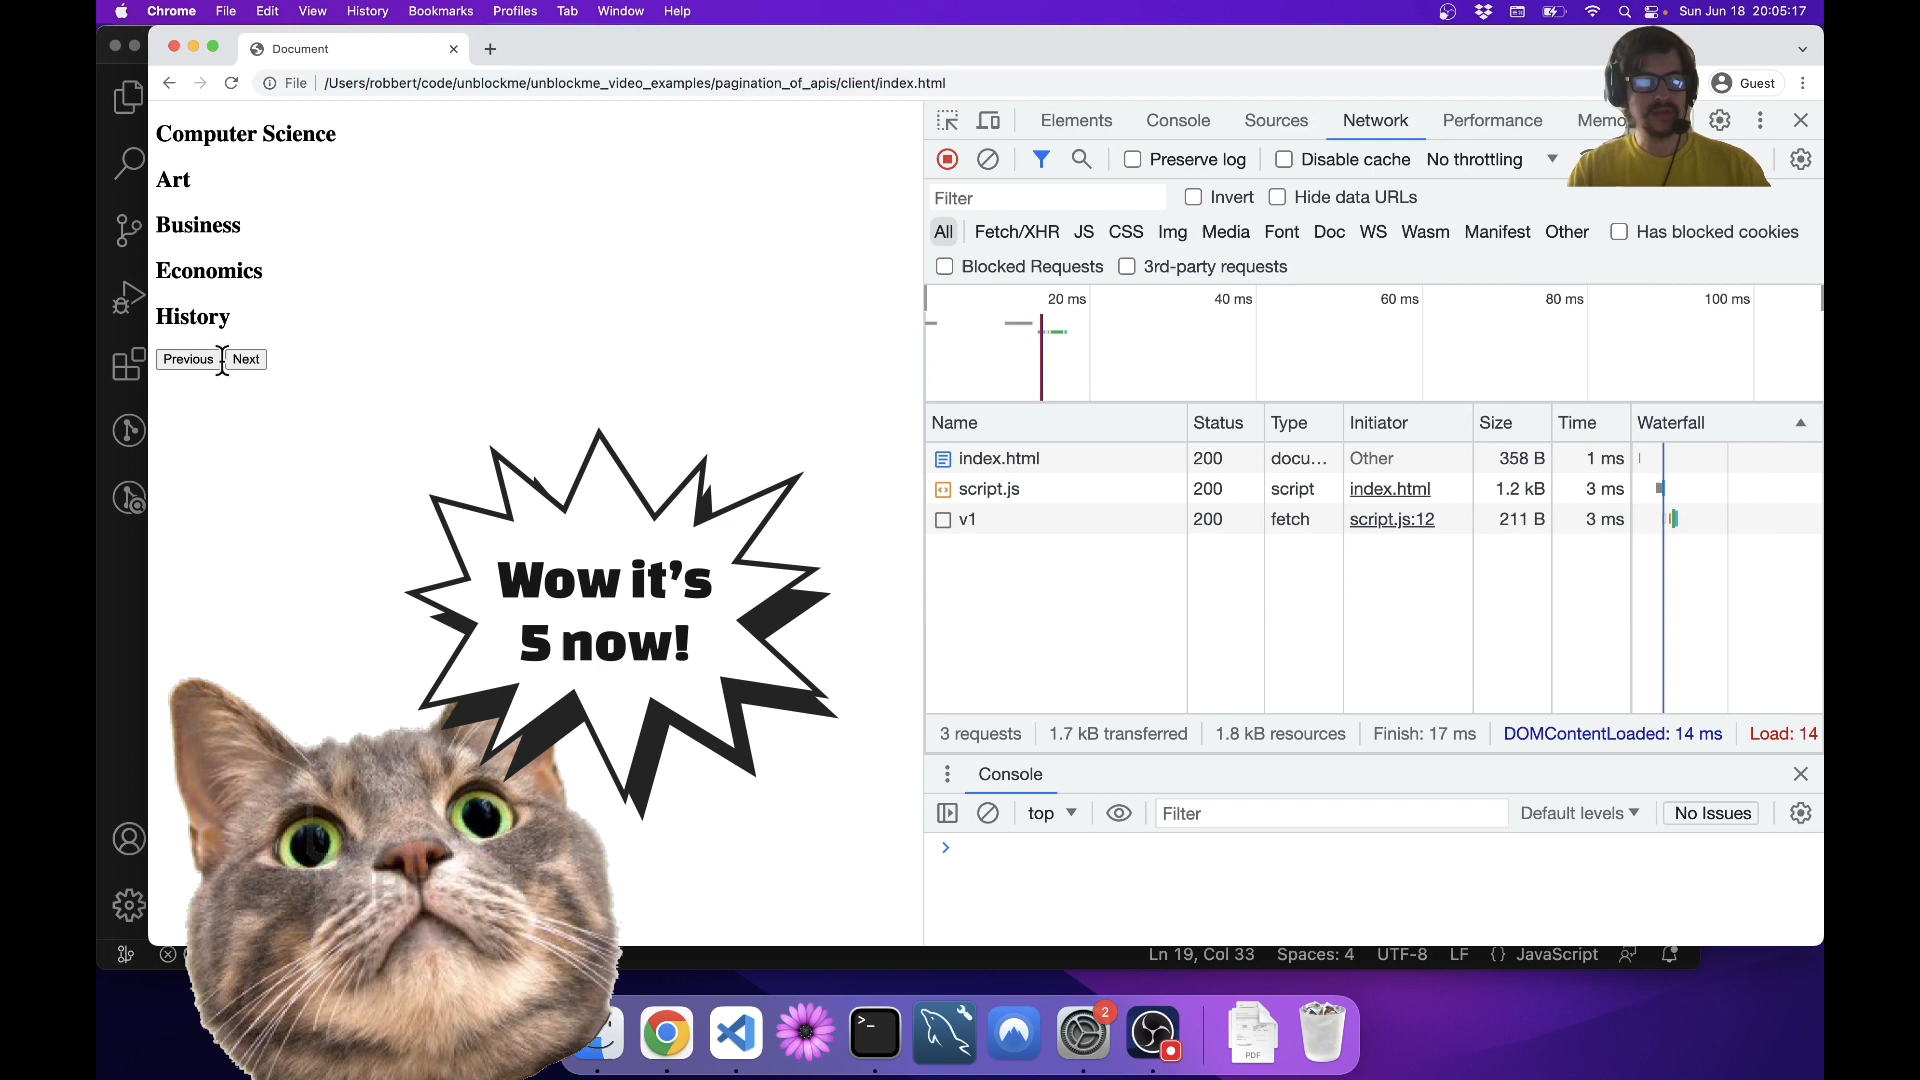 Chrome File Edit View History Bookmarks Profiles Tab Window Help
Sun Jun 18 20:05:17
Document
File /Users/robbert/code/unblockme/unblockme_video_examples/pagination_of_apis/client/index.html
Guest
Computer Science
Art
Business
Economics
History
Previous Next
Wow it's
5 now!
Elements Console Sources Network Performance Memo
Preserve log Disable cache No throttling
Filter Invert Hide data URLs
All Fetch/XHR JS CSS Img Media Font Doc WS Wasm Manifest Other Has blocked cookies
Blocked Requests 3rd-party requests
20 ms 40 ms 60 ms 80 ms 100 ms
Name Status Type Initiator Size Time Waterfall
index.html 200 docu... Other 358 B 1 ms
script.js 200 script index.html 1.2 kB 3 ms
v1 200 fetch script.js:12 211 B 3 ms
3 requests 1.7 kB transferred 1.8 kB resources Finish: 17 ms DOMContentLoaded: 14 ms Load: 14
Console
top Filter Default levels No Issues
Ln 19, Col 33 Spaces: 4 UTF-8 LF {} JavaScript
2
PDF